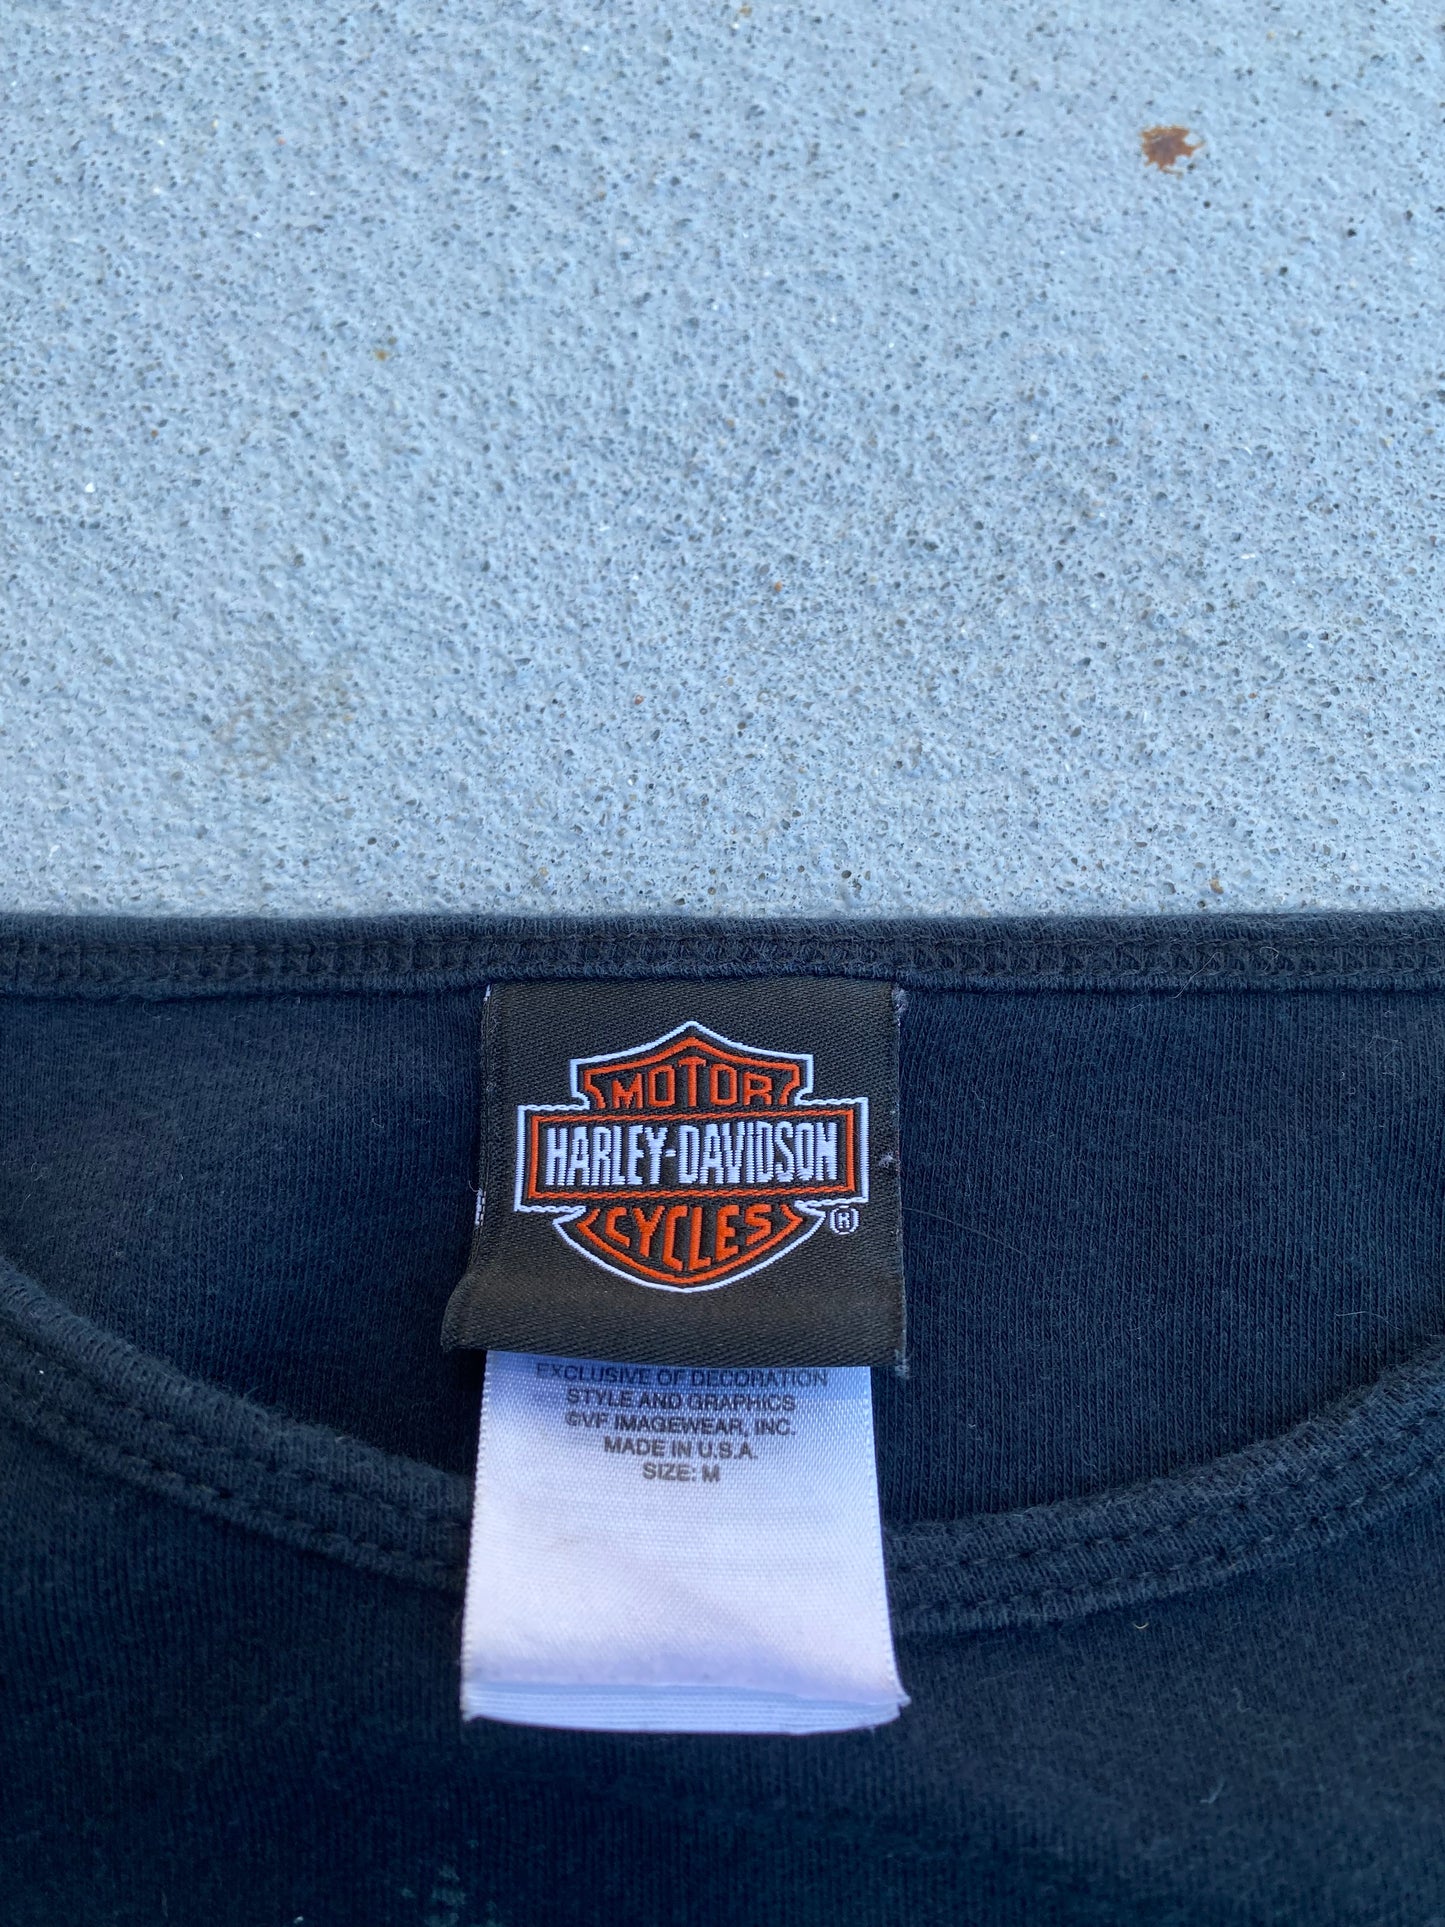 MOTOR
HARLEY-DAVIDSON
CYCLES ®
EXCLUSIVE OF DECORATION
STYLE AND GRAPHICS
©VF IMAGEWEAR, INC.
MADE IN U.S.A.
SIZE: M